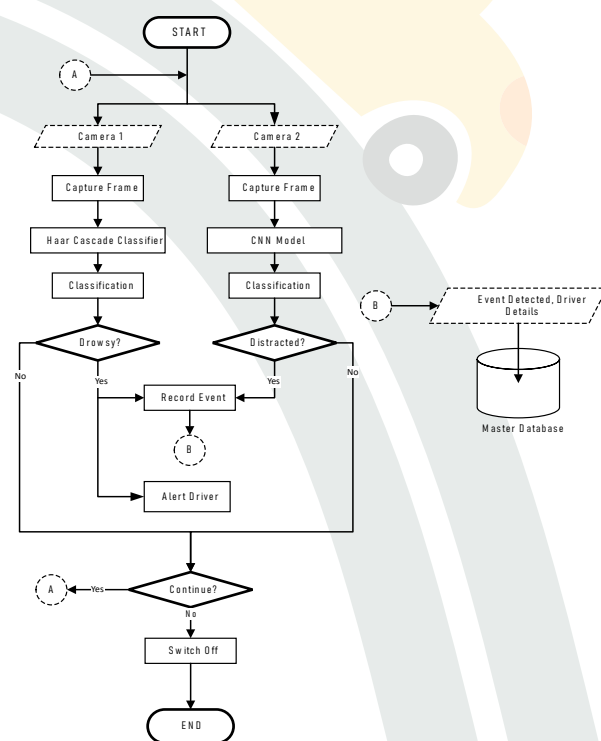 START
A
Camera 1
Camera 2
Capture Frame
Capture Frame
Haar Cascade Classifier
CNN Model
Classification
Classification
B
Event Detected, Driver
Details
Drowsy?
Distracted?
No
Yes
Yes
No
Record Event
B
Master Database
Alert Driver
A
Yes
Continue?
No
Switch Off
END